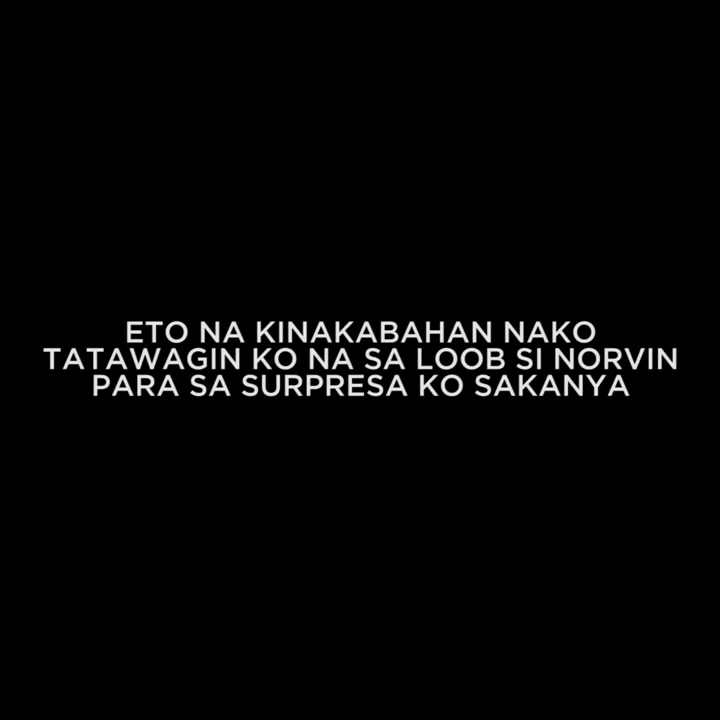 ETO NA KINAKABAHAN NAKO
TATAWAGIN KO NA SA LOOB SI NORVIN
PARA SA SURPRESA KO SAKANYA